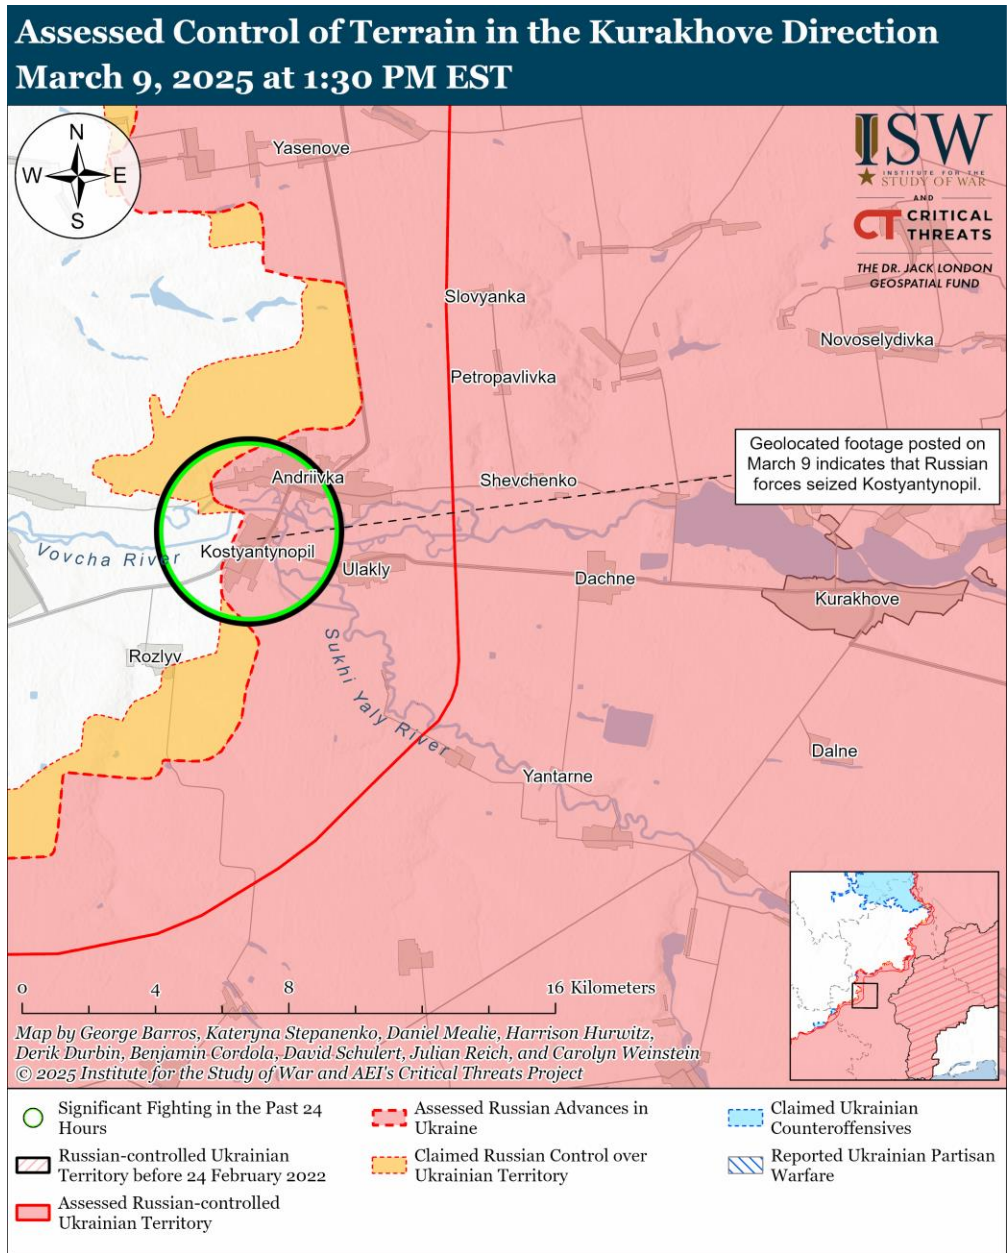 Assessed Control of Terrain in the Kurakhove Direction
March 9, 2025 at 1:30 PM EST
N
W
E
S
ISW
INSTITUTE FOR THE
STUDY OF WAR
AND
CT CRITICAL
THREATS
THE DR. JACK LONDON
GEOSPATIAL FUND
Yasenove
Slovyanka
Novoselydivka
Petropavlivka
Geolocated footage posted on
March 9 indicates that Russian
forces seized Kostyantynopil.
Andriivka
Shevchenko
Vovcha River
Kostyantynopil
Ulakly
Dachne
Kurakhove
Rozlyv
Sukhi Yaly River
Dalne
Yantarne
0 4 8 16 Kilometers
Map by George Barros, Kateryna Stepanenko, Daniel Mealie, Harrison Hurwitz,
Derik Durbin, Benjamin Cordola, David Schulert, Julian Reich, and Carolyn Weinstein
© 2025 Institute for the Study of War and AEI's Critical Threats Project
Significant Fighting in the Past 24
Hours
Russian-controlled Ukrainian
Territory before 24 February 2022
Assessed Russian-controlled
Ukrainian Territory
Assessed Russian Advances in
Ukraine
Claimed Russian Control over
Ukrainian Territory
Claimed Ukrainian
Counteroffensives
Reported Ukrainian Partisan
Warfare